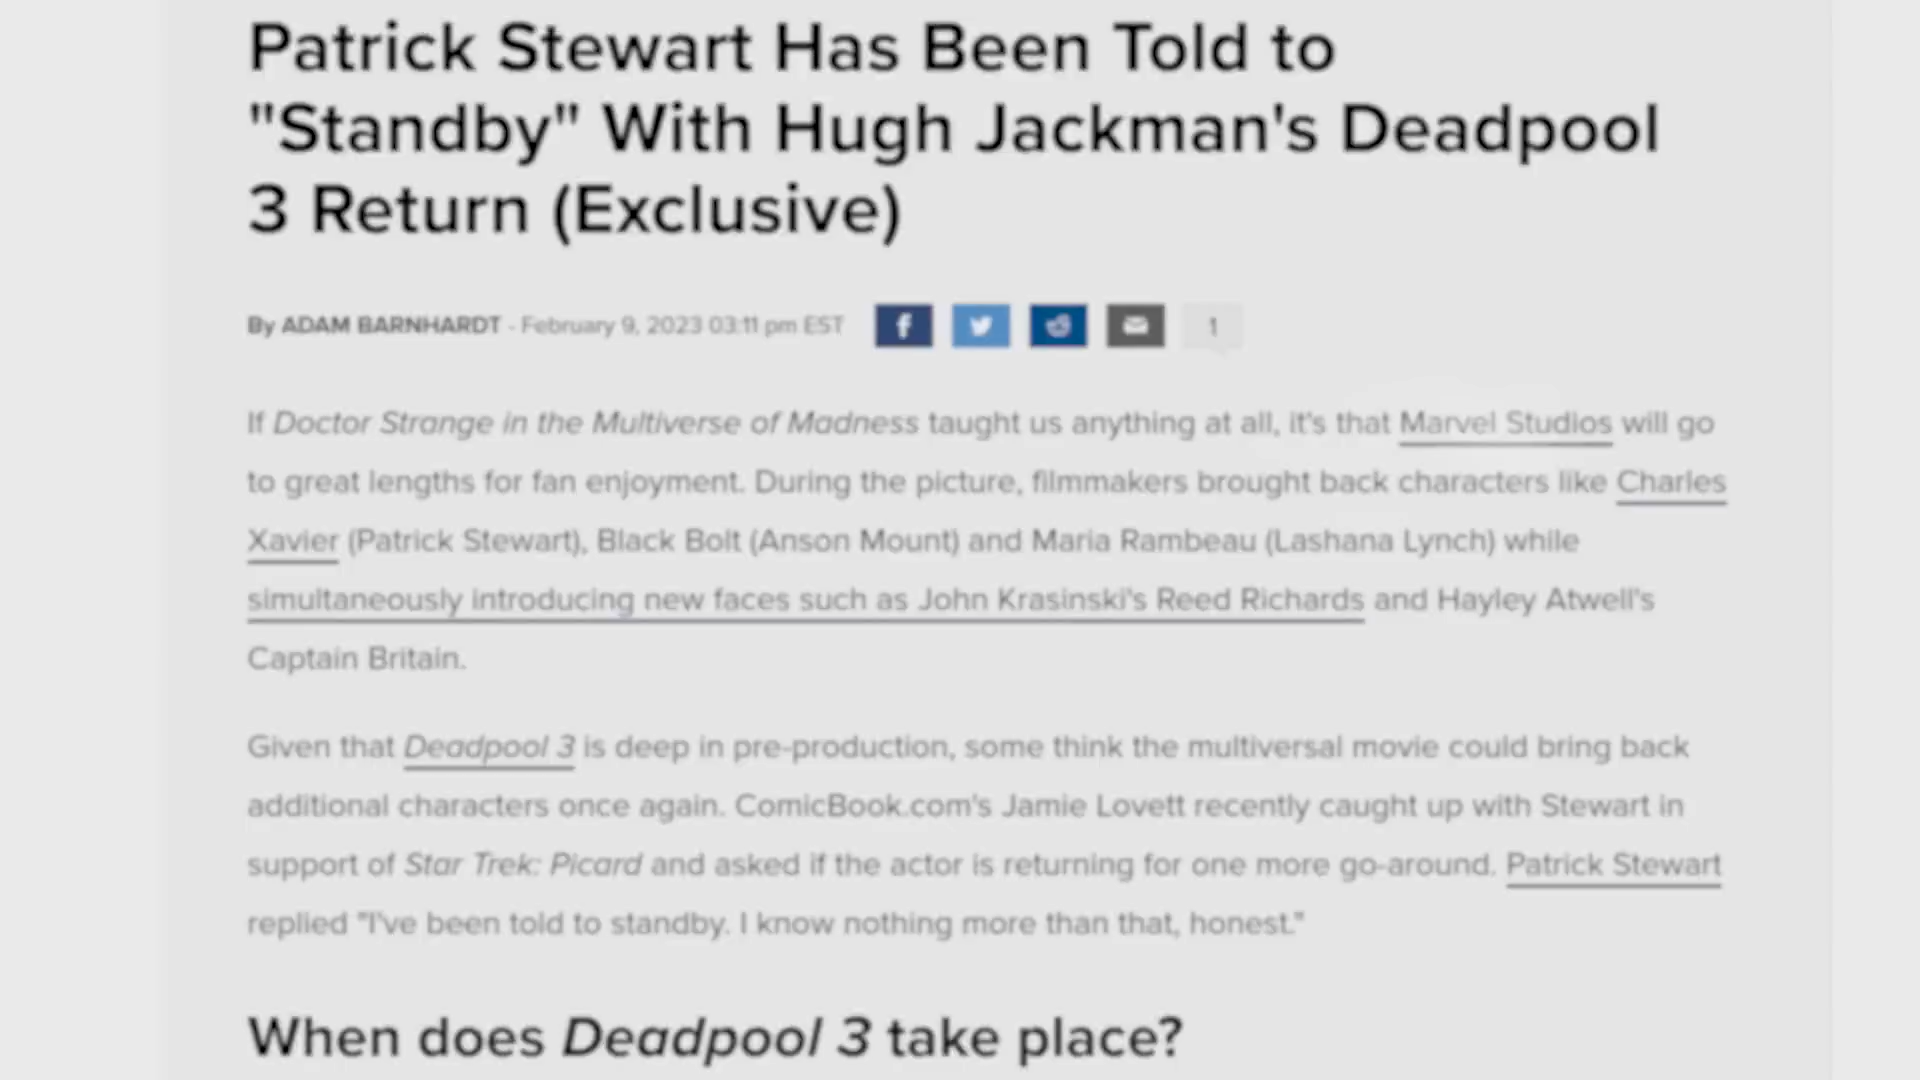 Patrick Stewart Has Been Told to
"Standby" With Hugh Jackman's Deadpool
3 Return (Exclusive)
By ADAM BARNHARDT - February 9, 2023 03:11 pm EST
1
If Doctor Strange in the Multiverse of Madness taught us anything at all, it's that Marvel Studios will go
to great lengths for fan enjoyment. During the picture, filmmakers brought back characters like Charles
Xavier (Patrick Stewart), Black Bolt (Anson Mount) and Maria Rambeau (Lashana Lynch) while
simultaneously introducing new faces such as John Krasinski's Reed Richards and Hayley Atwell's
Captain Britain.
Given that Deadpool 3 is deep in pre-production, some think the multiversal movie could bring back
additional characters once again. ComicBook.com's Jamie Lovett recently caught up with Stewart in
support of Star Trek: Picard and asked if the actor is returning for one more go-around. Patrick Stewart
replied "I've been told to standby. I know nothing more than that, honest."
When does Deadpool 3 take place?